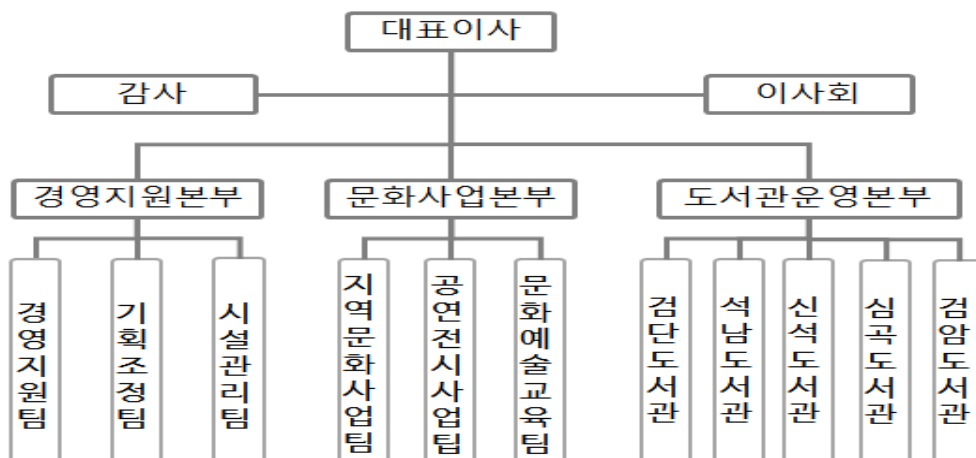 대표이사
감사
이사회
경영지원본부
문화사업본부
도서관운영본부
경영지원팀
기획조정팀
시설관리팀
지역문화사업팀
공연전시사업팁
문화예술교육팀
검단도서관
석남도서관
신석도서관
심곡도서관
검암도서관